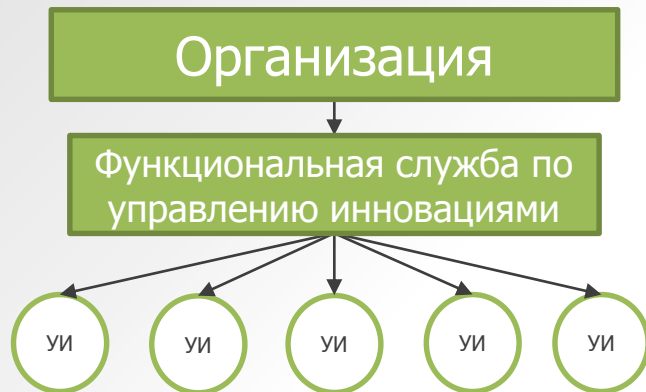 Организация
Функциональная служба по
управлению инновациями
УИ
УИ
УИ
УИ
УИ